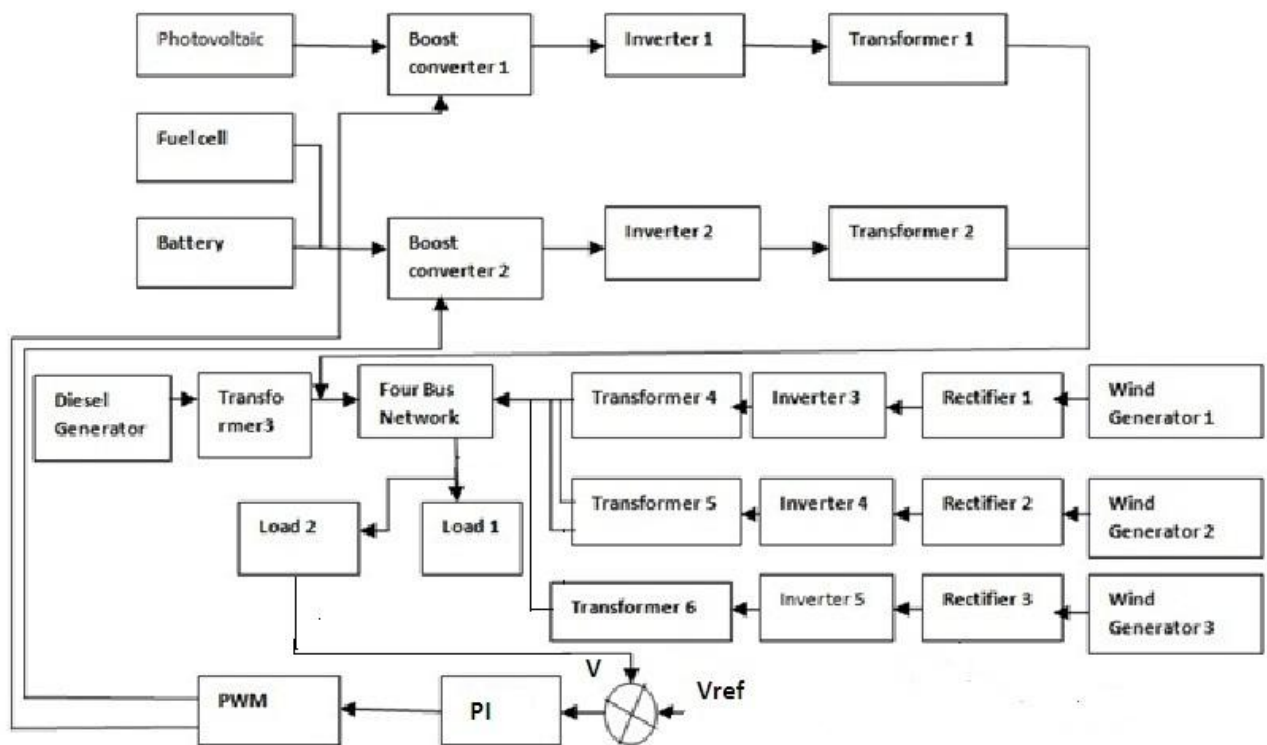 Photovoltaic
Boost
converter 1
Inverter 1
Transformer 1
Fuel cell
Battery
Boost
converter 2
Inverter 2
Transformer 2
Diesel
Generator
Transfo
rmer3
Four Bus
Network
Transformer 4
Inverter 3
Rectifier 1
Wind
Generator 1
Load 2
Load 1
Transformer 5
Inverter 4
Rectifier 2
Wind
Generator 2
Transformer 6
Inverter 5
Rectifier 3
Wind
Generator 3
V
Vref
PWM
PI